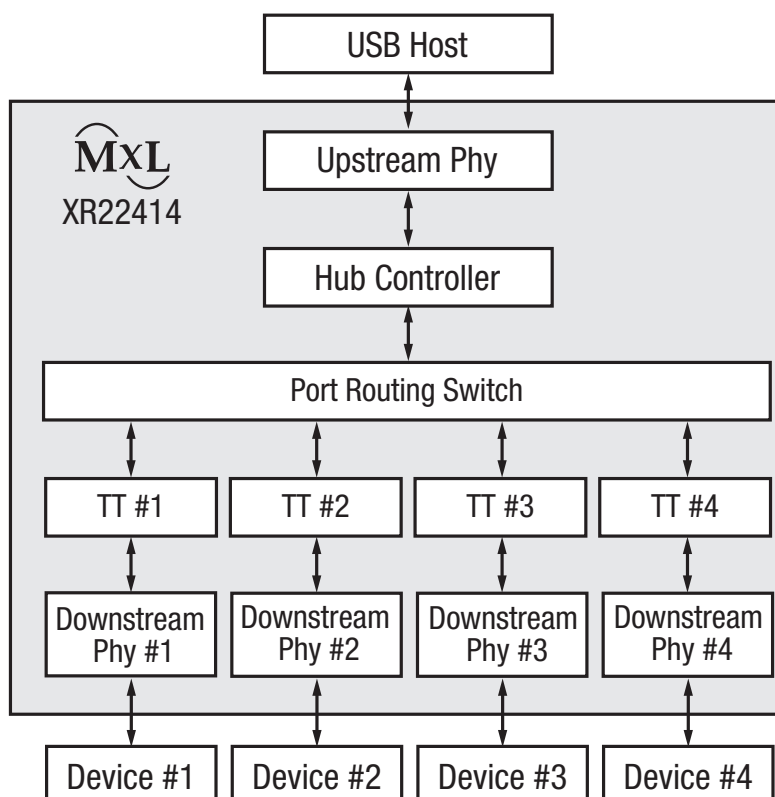 USB Host
MXL
XR22414
Upstream Phy
Hub Controller
Port Routing Switch
TT #1
TT #2
TT #3
TT #4
Downstream
Phy #1
Downstream
Phy #2
Downstream
Phy #3
Downstream
Phy #4
Device #1
Device #2
Device #3
Device #4